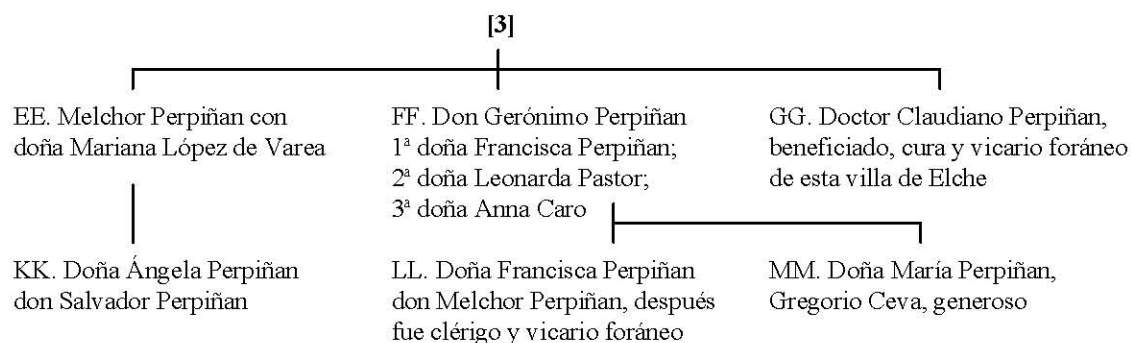 [3]
EE. Melchor Perpiñan con
doña Mariana López de Varea
FF. Don Gerónimo Perpiñan
1ª doña Francisca Perpiñan;
2ª doña Leonarda Pastor;
3ª doña Anna Caro
GG. Doctor Claudiano Perpiñan,
beneficiado, cura y vicario foráneo
de esta villa de Elche
KK. Doña Ángela Perpiñan
don Salvador Perpiñan
LL. Doña Francisca Perpiñan
don Melchor Perpiñan, después
fue clérigo y vicario foráneo
MM. Doña María Perpiñan,
Gregorio Ceva, generoso